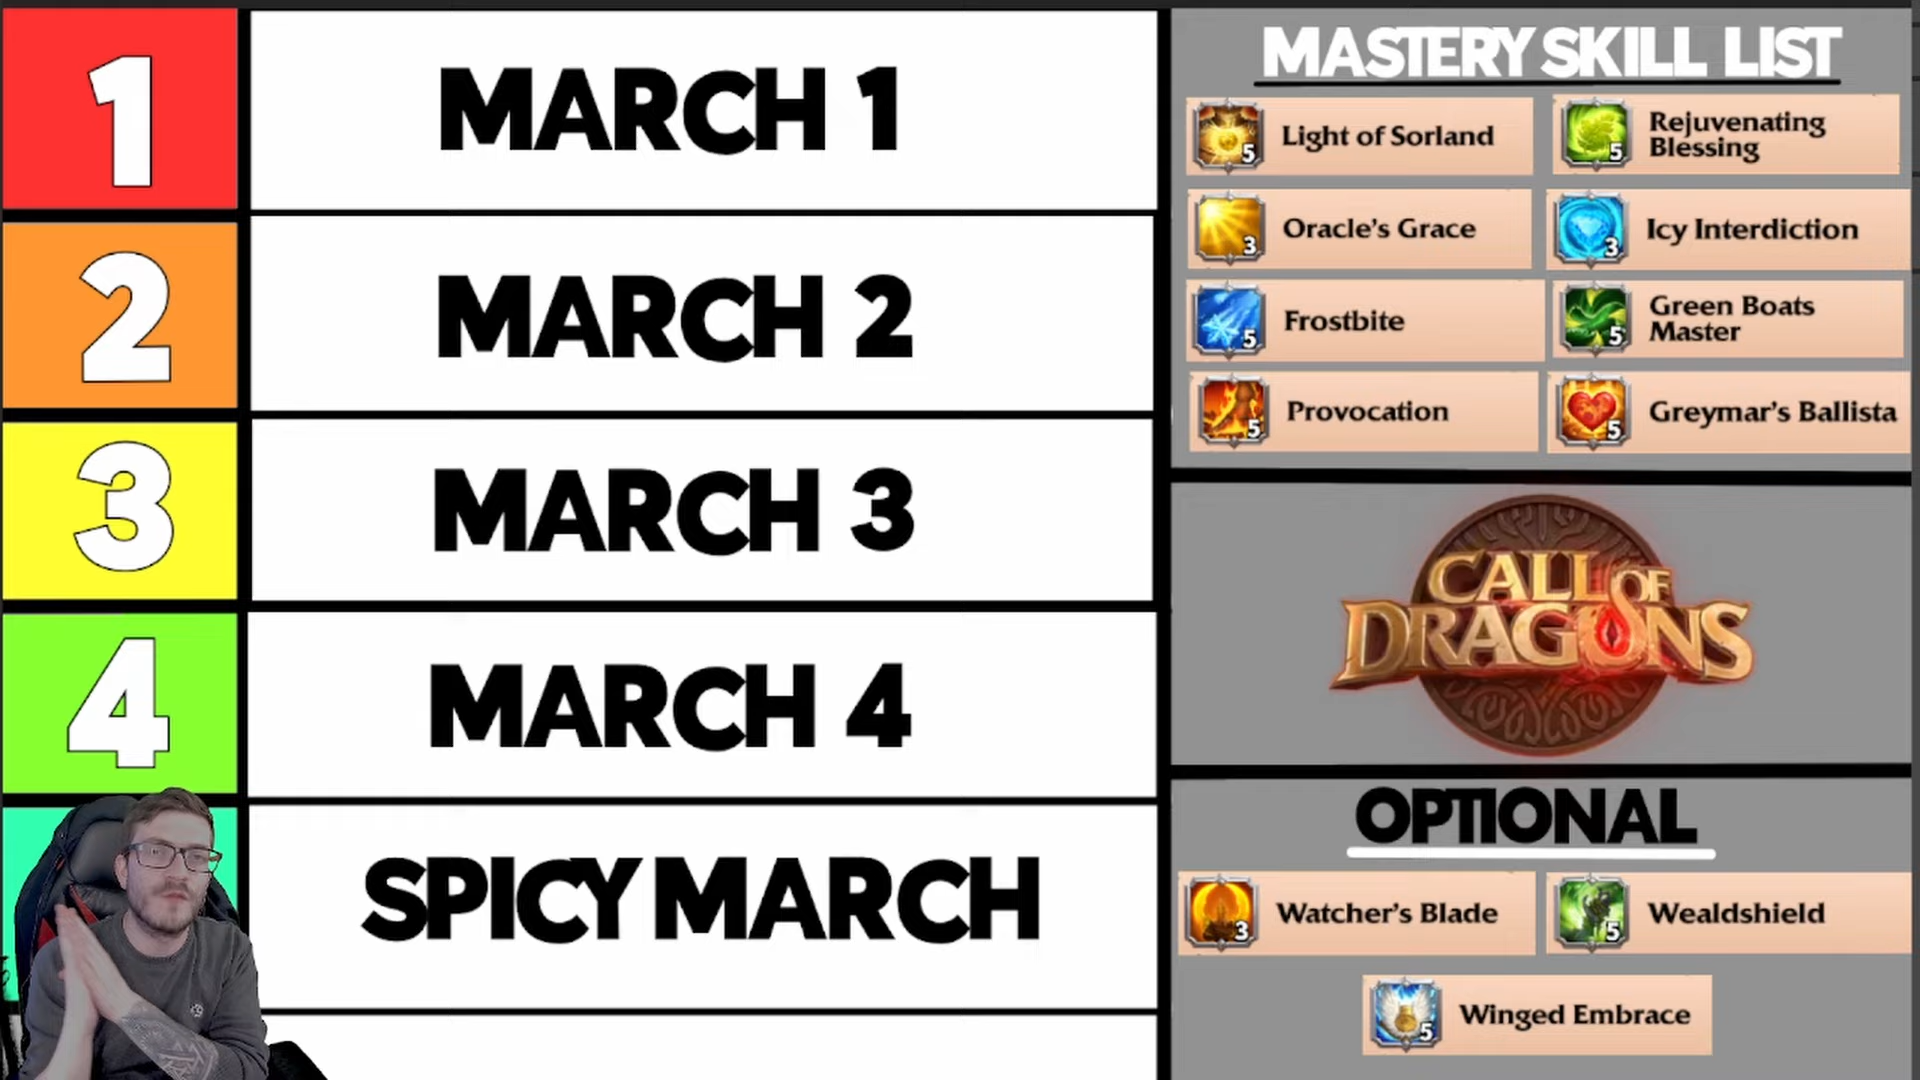 1
MARCH 1
2
MARCH 2
3
MARCH 3
4
MARCH 4
SPICY MARCH
MASTERY SKILL LIST
5
Light of Sorland
5
Rejuvenating
Blessing
3
Oracle's Grace
3
Icy Interdiction
5
Frostbite
5
Green Boats
Master
5
Provocation
5
Greymar's Ballista
CALL OF
DRAGONS
OPTIONAL
3
Watcher's Blade
5
Wealdshield
5
Winged Embrace